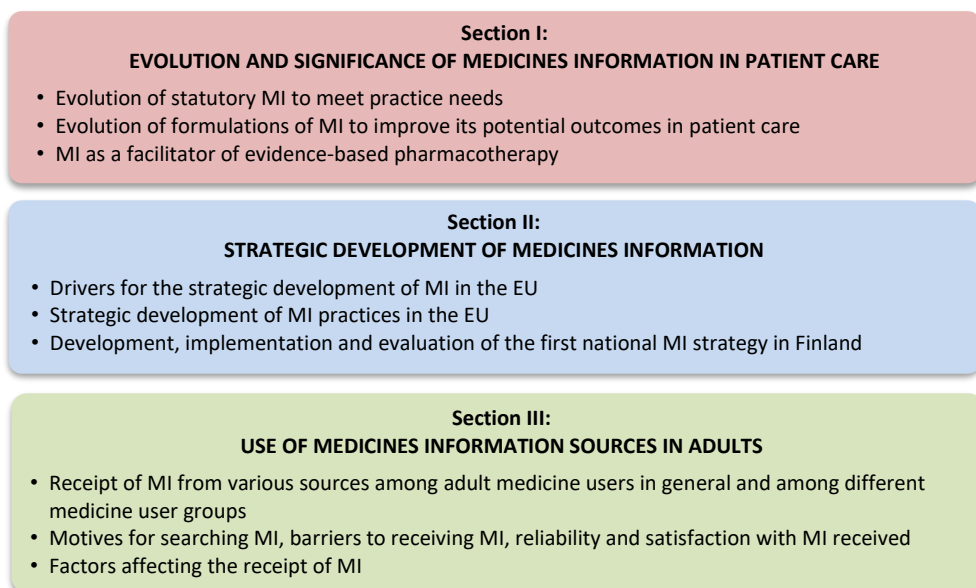 Section I:
EVOLUTION AND SIGNIFICANCE OF MEDICINES INFORMATION IN PATIENT CARE
• Evolution of statutory MI to meet practice needs
• Evolution of formulations of MI to improve its potential outcomes in patient care
• MI as a facilitator of evidence-based pharmacotherapy
Section II:
STRATEGIC DEVELOPMENT OF MEDICINES INFORMATION
• Drivers for the strategic development of MI in the EU
• Strategic development of MI practices in the EU
• Development, implementation and evaluation of the first national MI strategy in Finland
Section III:
USE OF MEDICINES INFORMATION SOURCES IN ADULTS
• Receipt of MI from various sources among adult medicine users in general and among different
medicine user groups
• Motives for searching MI, barriers to receiving MI, reliability and satisfaction with MI received
• Factors affecting the receipt of MI